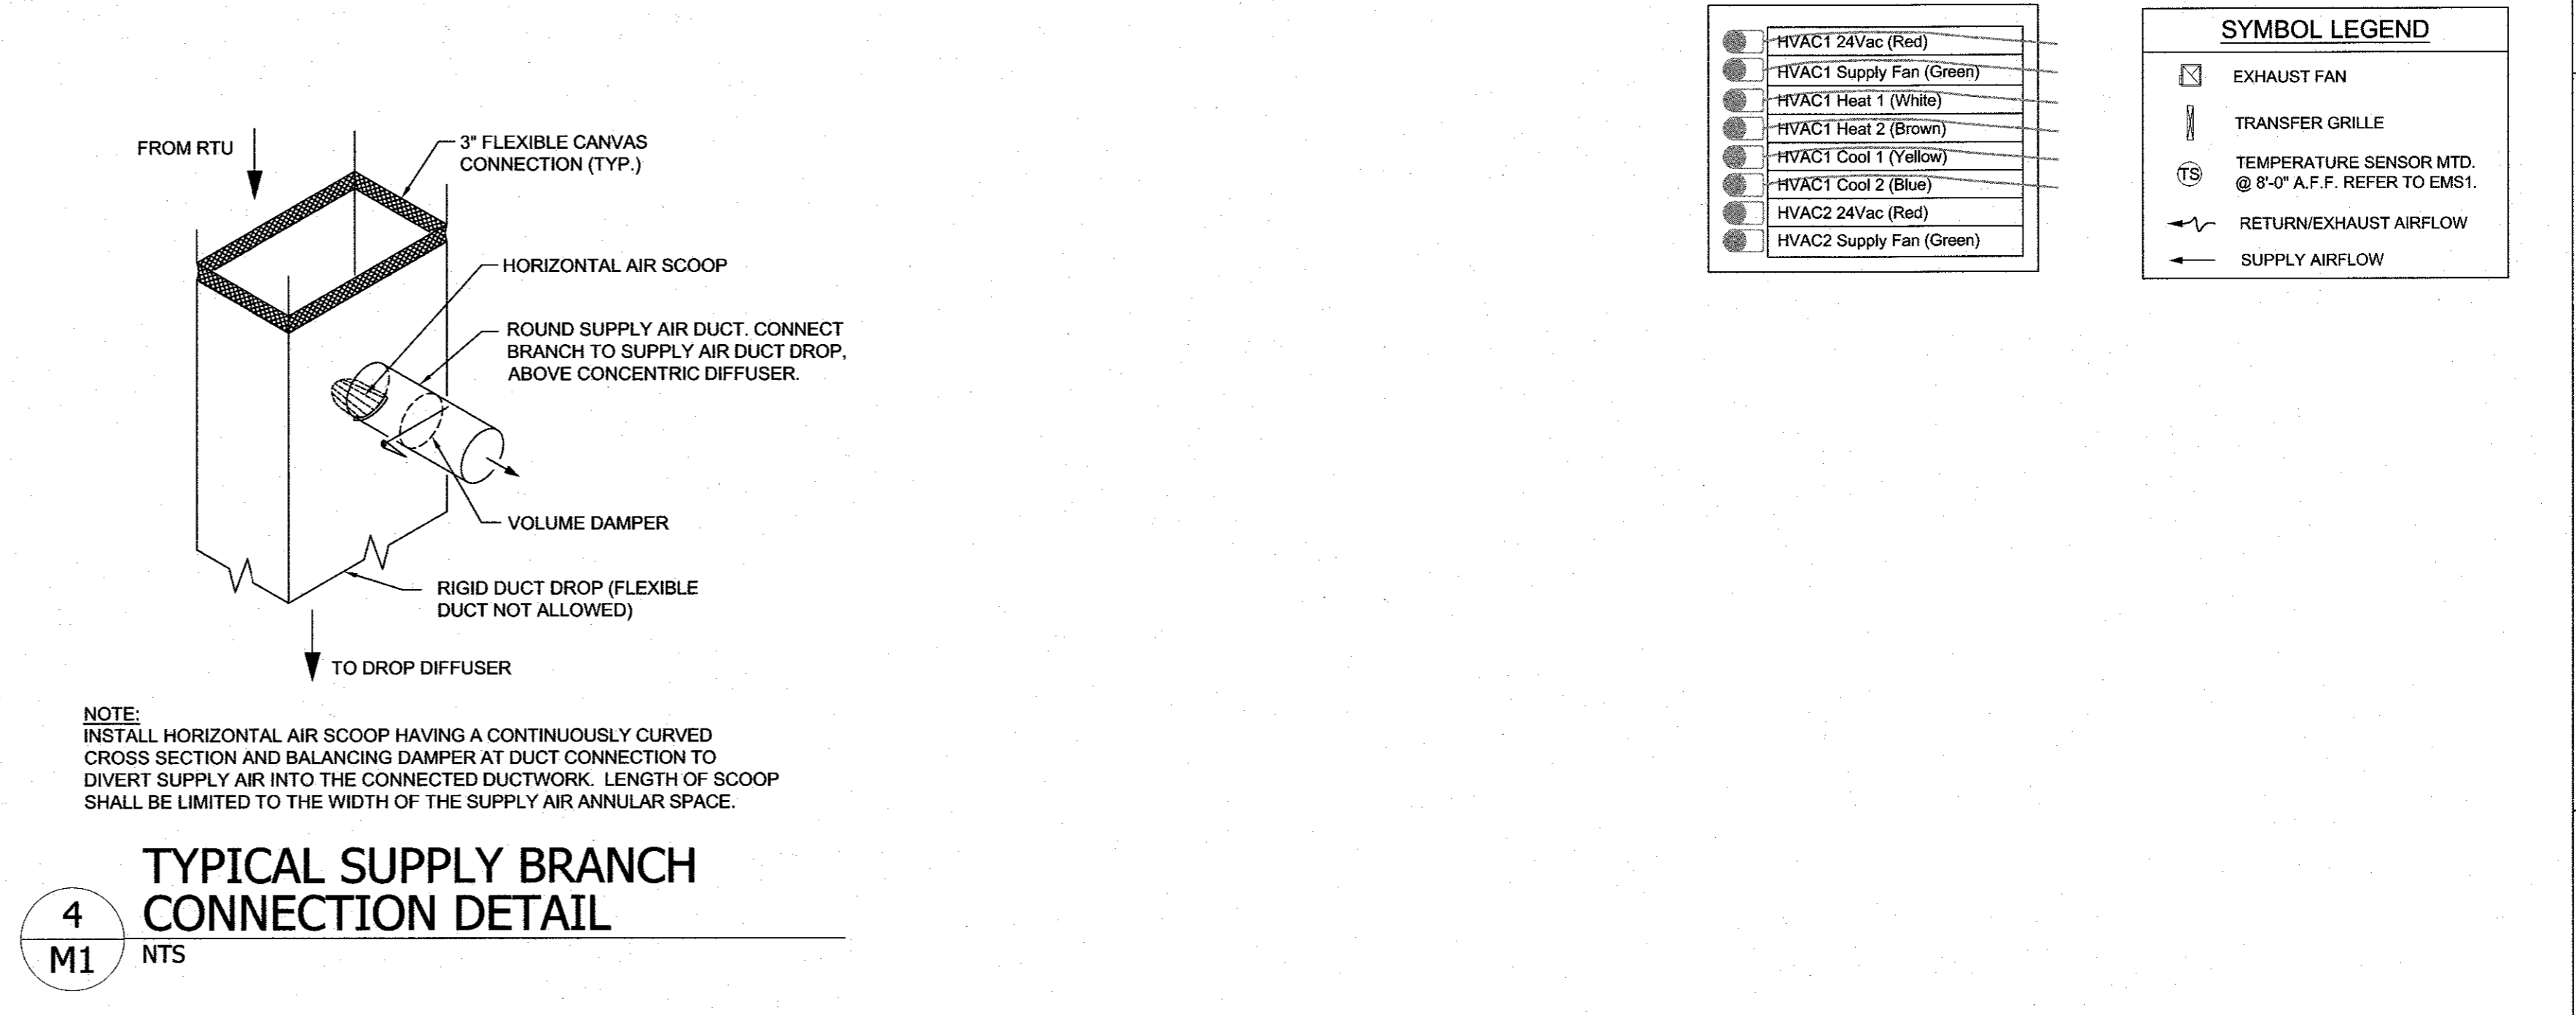 FROM RTU
3" FLEXIBLE CANVAS
CONNECTION (TYP.)
HORIZONTAL AIR SCOOP
ROUND SUPPLY AIR DUCT. CONNECT
BRANCH TO SUPPLY AIR DUCT DROP,
ABOVE CONCENTRIC DIFFUSER.
VOLUME DAMPER
RIGID DUCT DROP (FLEXIBLE
DUCT NOT ALLOWED)
TO DROP DIFFUSER
NOTE:
INSTALL HORIZONTAL AIR SCOOP HAVING A CONTINUOUSLY CURVED
CROSS SECTION AND BALANCING DAMPER AT DUCT CONNECTION TO
DIVERT SUPPLY AIR INTO THE CONNECTED DUCTWORK. LENGTH OF SCOOP
SHALL BE LIMITED TO THE WIDTH OF THE SUPPLY AIR ANNULAR SPACE.
TYPICAL SUPPLY BRANCH
CONNECTION DETAIL
4
M1
NTS
HVAC1 24Vac (Red)
HVAC1 Supply Fan (Green)
HVAC1 Heat 1 (White)
HVAC1 Heat 2 (Brown)
HVAC1 Cool 1 (Yellow)
HVAC1 Cool 2 (Blue)
HVAC2 24Vac (Red)
HVAC2 Supply Fan (Green)
SYMBOL LEGEND
EXHAUST FAN
TRANSFER GRILLE
TS
TEMPERATURE SENSOR MTD.
@ 8'-0" A.F.F. REFER TO EMS1.
RETURN/EXHAUST AIRFLOW
SUPPLY AIRFLOW